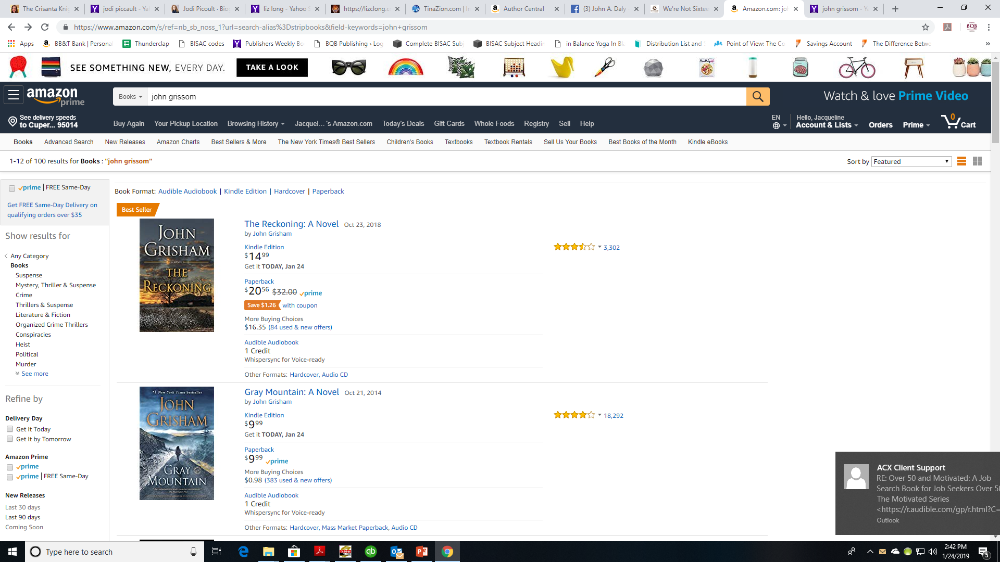 The Crisanta Knig
jodi piccault - Ya
Jodi Picoult · Boo
liz long - Yahoo S
https://lizclong.c
TinaZion.com | In
Author Central
(3) John A. Daly -
We're Not Sixtee
Amazon.com: joh
john grissom - Ya
https://www.amazon.com/s/ref=nb_sb_noss_1?url=search-alias%3Dstripbooks&field-keywords=john+grissom
BQB
Apps
BB&T Bank | Personal
Thunderclap
BISAC codes
Publishers Weekly Bo
BQB Publishing › Log
Complete BISAC Subj
BISAC Subject Headin
in Balance Yoga In Bla
Distribution List and S
Point of View: The Co
Savings Account
The Difference Betwe
»
SEE SOMETHING NEW, EVERY DAY.
TAKE A LOOK
amazon prime
Books
john grissom
Watch & love Prime Video
See delivery speeds
to Cuper... 95014
Buy Again
Your Pickup Location
Browsing History
Jacquel... 's Amazon.com
Today's Deals
Gift Cards
Whole Foods
Registry
Sell
Help
EN
Hello, Jacqueline
Account & Lists
Orders
Prime
0
Cart
Books
Advanced Search
New Releases
Amazon Charts
Best Sellers & More
The New York Times® Best Sellers
Children's Books
Textbooks
Textbook Rentals
Sell Us Your Books
Best Books of the Month
Kindle eBooks
1-12 of 100 results for Books : "john grissom"
Sort by Featured
prime | FREE Same-Day
Get FREE Same-Day Delivery on
qualifying orders over $35
Show results for
Any Category
Books
Suspense
Mystery, Thriller & Suspense
Crime
Thrillers & Suspense
Literature & Fiction
Organized Crime Thrillers
Conspiracies
Heist
Political
Murder
See more
Refine by
Delivery Day
Get It Today
Get It by Tomorrow
Amazon Prime
prime
prime | FREE Same-Day
New Releases
Last 30 days
Last 90 days
Coming Soon
Book Format: Audible Audiobook | Kindle Edition | Hardcover | Paperback
Best Seller
JOHN
GRISHAM
A NOVEL
THE
RECKONING
The Reckoning: A Novel Oct 23, 2018
by John Grisham
Kindle Edition
$14 99
Get it TODAY, Jan 24
3,302
Paperback
$20 56 $32.00 prime
Save $1.26 with coupon
More Buying Choices
$16.35 (84 used & new offers)
Audible Audiobook
1 Credit
Whispersync for Voice-ready
Other Formats: Hardcover, Audio CD
#1 New York Times bestseller
JOHN
GRISHAM
GRAY
MOUNTAIN
Gray Mountain: A Novel Oct 21, 2014
by John Grisham
Kindle Edition
$9 99
Get it TODAY, Jan 24
18,292
Paperback
$9 99 prime
More Buying Choices
$0.98 (383 used & new offers)
Audible Audiobook
1 Credit
Whispersync for Voice-ready
Other Formats: Hardcover, Mass Market Paperback, Audio CD
ACX Client Support
RE: Over 50 and Motivated: A Job
Search Book for Job Seekers Over 50
The Motivated Series
<https://r.audible.com/gp/r.html?C=
Outlook
Type here to search
2:42 PM
1/24/2019
5